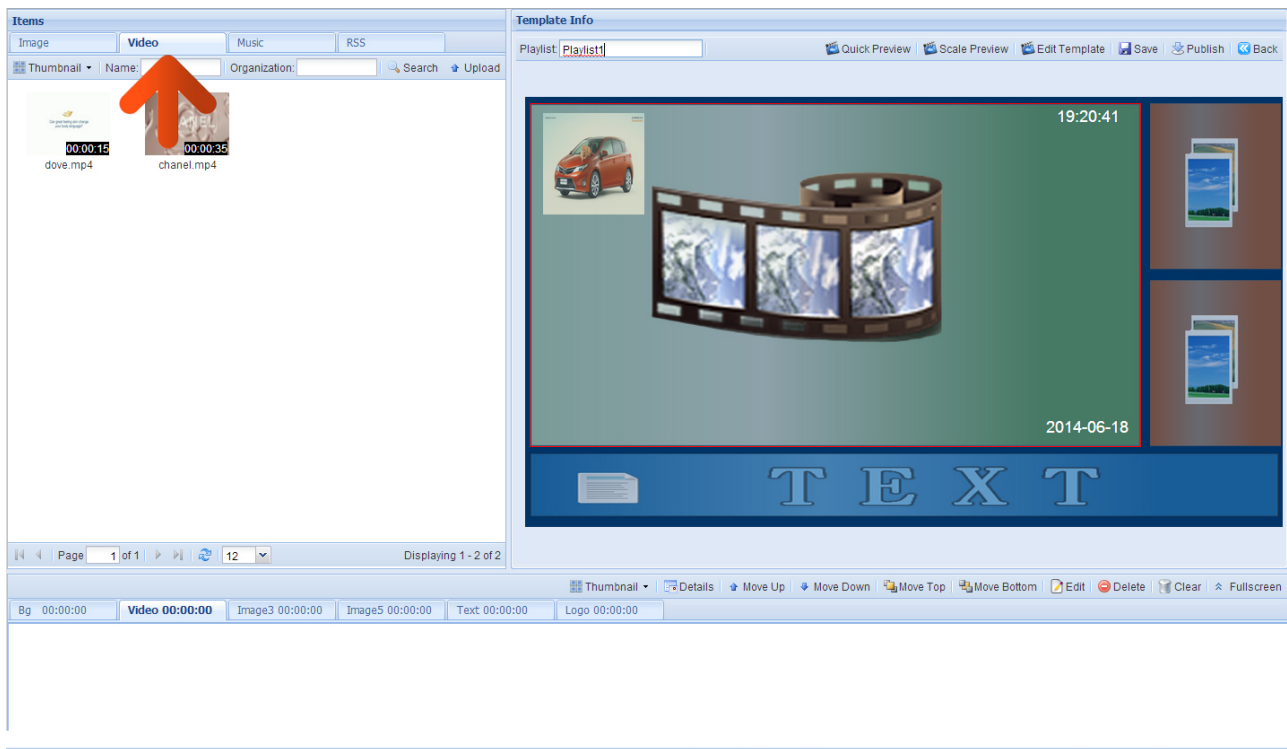 Items
Image Video Music RSS
Thumbnail Name: Organization: Search Upload
00:00:15
dove.mp4
00:00:35
chanel.mp4
Page 1 of 1 12 Displaying 1 - 2 of 2
Template Info
Playlist: Playlist1 Quick Preview Scale Preview Edit Template Save Publish Back
19:20:41
2014-06-18
TEXT
Thumbnail Details Move Up Move Down Move Top Move Bottom Edit Delete Clear Fullscreen
Bg 00:00:00 Video 00:00:00 Image3 00:00:00 Image5 00:00:00 Text 00:00:00 Logo 00:00:00